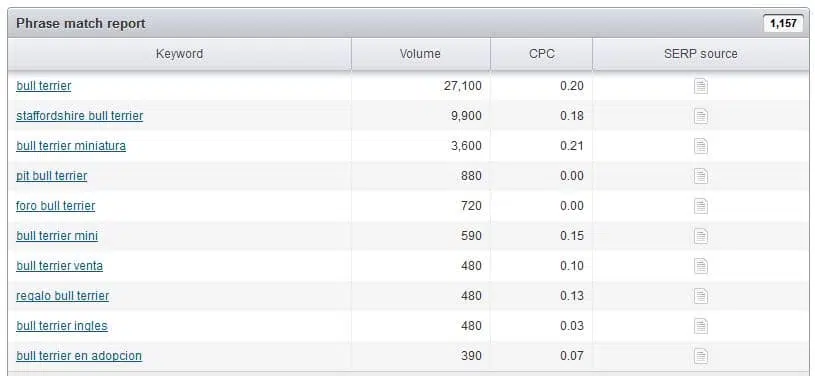 Phrase match report 1,157
Keyword Volume CPC SERP source
bull terrier 27,100 0.20
staffordshire bull terrier 9,900 0.18
bull terrier miniatura 3,600 0.21
pit bull terrier 880 0.00
foro bull terrier 720 0.00
bull terrier mini 590 0.15
bull terrier venta 480 0.10
regalo bull terrier 480 0.13
bull terrier ingles 480 0.03
bull terrier en adopcion 390 0.07